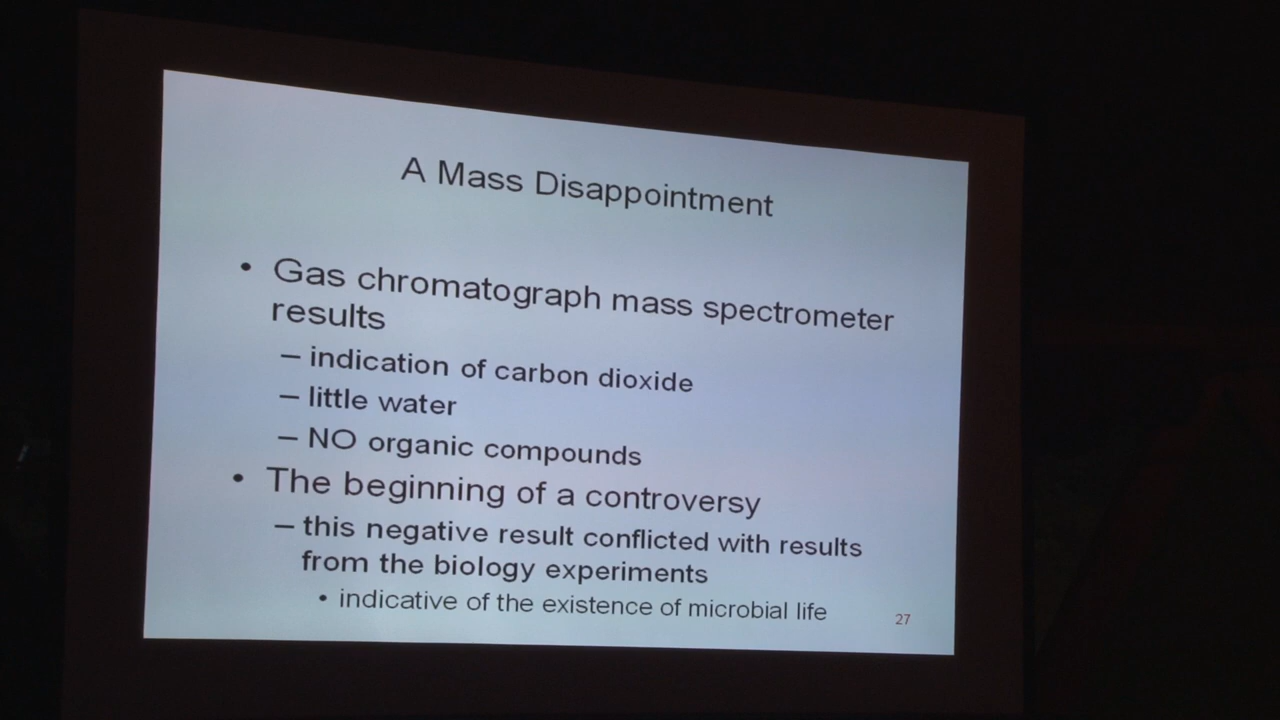 A Mass Disappointment
• Gas chromatograph mass spectrometer
results
– indication of carbon dioxide
– little water
– NO organic compounds
• The beginning of a controversy
– this negative result conflicted with results
from the biology experiments
• indicative of the existence of microbial life
27